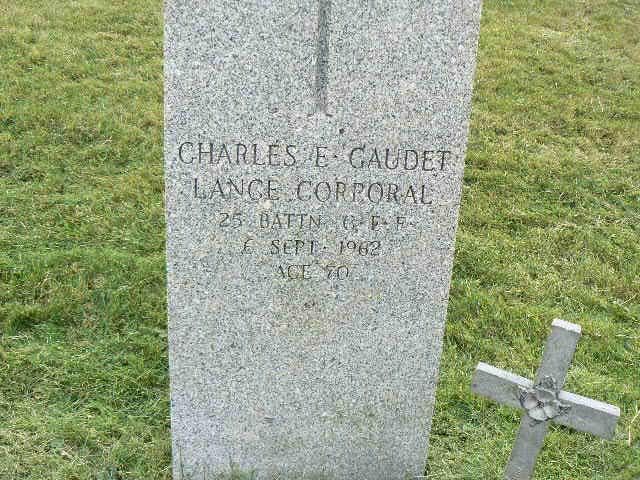 CHARLES E. GAUDET
LANCE CORPORAL
25 BATTN. C.E.F.
6 SEPT. 1962
AGE 70